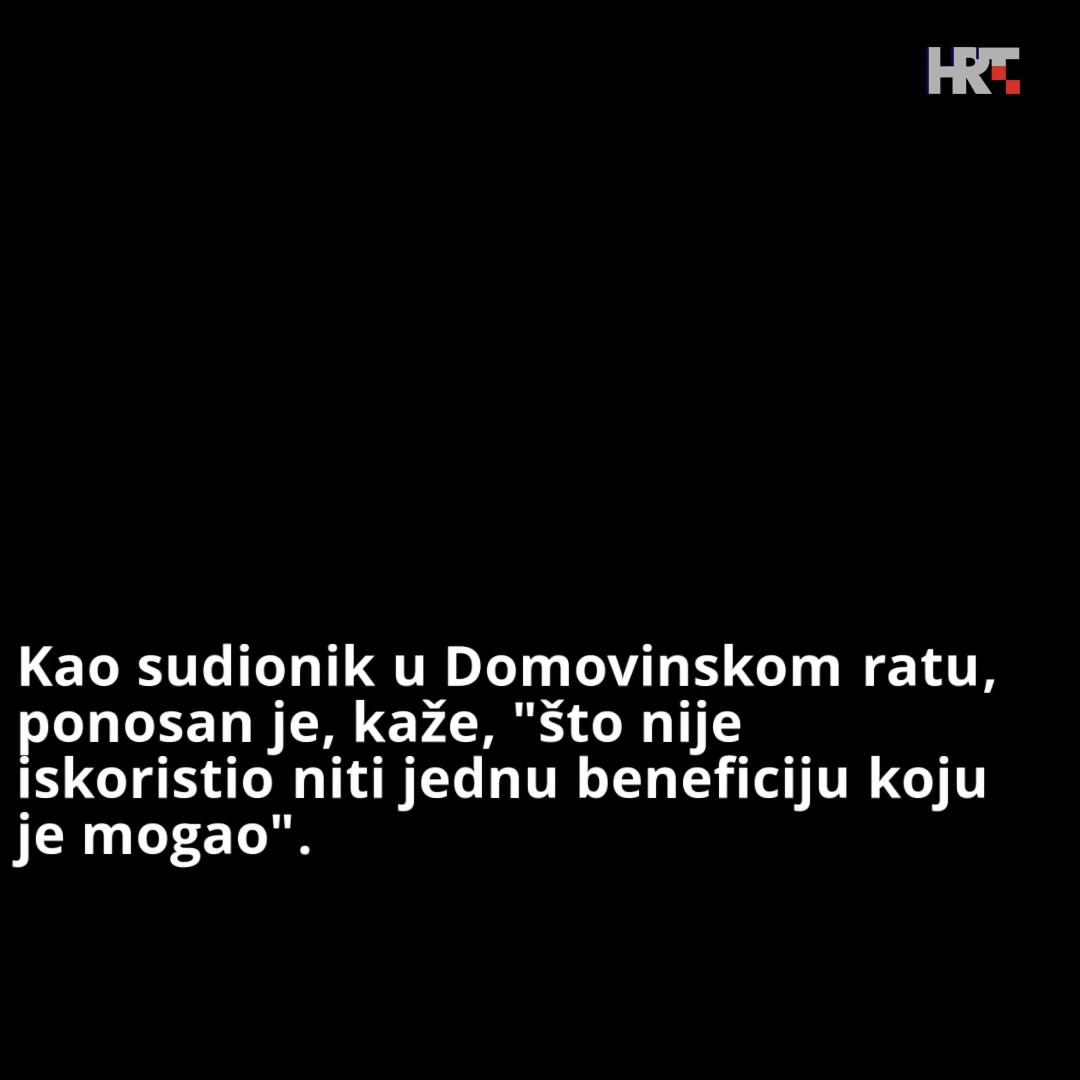 HRT
Kao sudionik u Domovinskom ratu,
ponosan je, kaže, "što nije
iskoristio niti jednu beneficiju koju
je mogao".